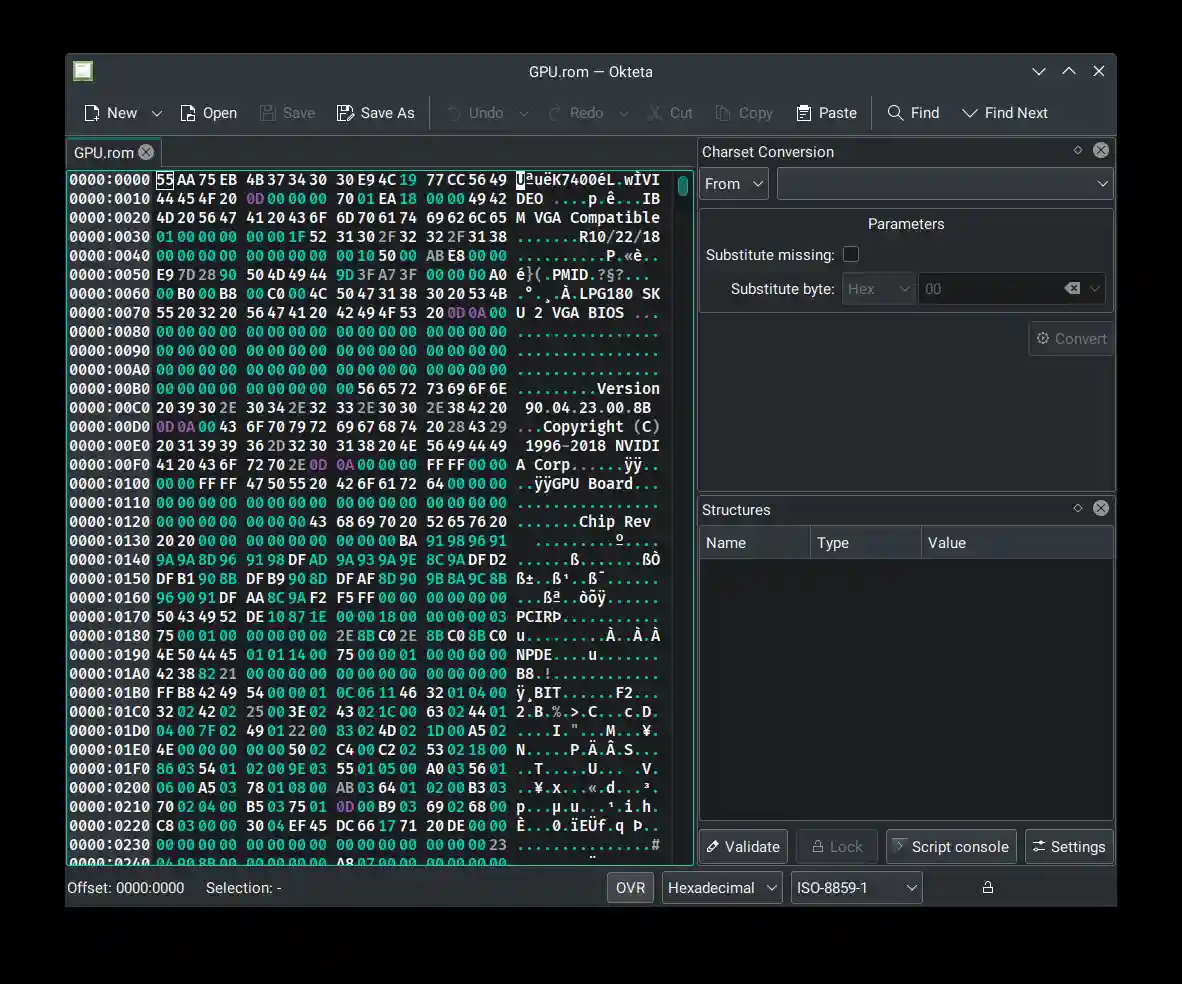 GPU.rom — Okteta
New Open Save Save As Undo Redo Cut Copy Paste Find Find Next
GPU.rom
0000:0000 55 AA 75 EB 4B 37 34 30 30 E9 4C 19 77 CC 56 49 UªuëK7400éL.wÌVI
0000:0010 44 45 4F 20 0D 00 00 00 70 01 EA 18 00 00 49 42 DEO ....p.ê...IB
0000:0020 4D 20 56 47 41 20 43 6F 6D 70 61 74 69 62 6C 65 M VGA Compatible
0000:0030 01 00 00 00 00 00 1F 52 31 30 2F 32 32 2F 31 38 .......R10/22/18
0000:0040 00 00 00 00 00 00 00 00 00 10 50 00 AB E8 00 00 ..........P.«è..
0000:0050 E9 7D 28 90 50 4D 49 44 9D 3F A7 3F 00 00 00 A0 é}(.PMID.?§?...
0000:0060 00 B0 00 B8 00 C0 00 4C 50 47 31 38 30 20 53 4B .°.¸.À.LPG180 SK
0000:0070 55 20 32 20 56 47 41 20 42 49 4F 53 20 0D 0A 00 U 2 VGA BIOS ...
0000:0080 00 00 00 00 00 00 00 00 00 00 00 00 00 00 00 00 ................
0000:0090 00 00 00 00 00 00 00 00 00 00 00 00 00 00 00 00 ................
0000:00A0 00 00 00 00 00 00 00 00 00 00 00 00 00 00 00 00 ................
0000:00B0 00 00 00 00 00 00 00 00 00 56 65 72 73 69 6F 6E .........Version
0000:00C0 20 39 30 2E 30 34 2E 32 33 2E 30 30 2E 38 42 20 90.04.23.00.8B
0000:00D0 0D 0A 00 43 6F 70 79 72 69 67 68 74 20 28 43 29 ...Copyright (C)
0000:00E0 20 31 39 39 36 2D 32 30 31 38 20 4E 56 49 44 49 1996-2018 NVIDI
0000:00F0 41 20 43 6F 72 70 2E 0D 0A 00 00 00 FF FF 00 00 A Corp......ÿÿ..
0000:0100 00 00 FF FF 47 50 55 20 42 6F 61 72 64 00 00 00 ..ÿÿGPU Board...
0000:0110 00 00 00 00 00 00 00 00 00 00 00 00 00 00 00 00 ................
0000:0120 00 00 00 00 00 00 00 43 68 69 70 20 52 65 76 20 .......Chip Rev
0000:0130 20 20 00 00 00 00 00 00 00 00 00 BA 91 98 96 91 .........º....
0000:0140 9A 9A 8D 96 91 98 DF AD 9A 93 9A 9E 8C 9A DF D2 ......ß.......ßÒ
0000:0150 DF B1 90 8B DF B9 90 8D DF AF 8D 90 9B 8A 9C 8B ß±..ß¹..ß¯......
0000:0160 96 90 91 DF AA 8C 9A F2 F5 FF 00 00 00 00 00 00 ...ßª..òõÿ......
0000:0170 50 43 49 52 DE 10 87 1E 00 00 18 00 00 00 00 03 PCIRÞ...........
0000:0180 75 00 01 00 00 00 00 00 2E 8B C0 2E 8B C0 8B C0 u.........À..À.À
0000:0190 4E 50 44 45 01 01 14 00 75 00 00 01 00 00 00 00 NPDE....u.......
0000:01A0 42 38 82 21 00 00 00 00 00 00 00 00 00 00 00 00 B8.!............
0000:01B0 FF B8 42 49 54 00 00 01 0C 06 11 46 32 01 04 00 ÿ¸BIT......F2...
0000:01C0 32 02 42 02 25 00 3E 02 43 02 1C 00 63 02 44 01 2.B.%.>.C...c.D.
0000:01D0 04 00 7F 02 49 01 22 00 83 02 4D 02 1D 00 A5 02 ....I."...M...¥.
0000:01E0 4E 00 00 00 00 00 50 02 C4 00 C2 02 53 02 18 00 N.....P.Ä.Â.S...
0000:01F0 86 03 54 01 02 00 9E 03 55 01 05 00 A0 03 56 01 ..T.....U... .V.
0000:0200 06 00 A5 03 78 01 08 00 AB 03 64 01 02 00 B3 03 ..¥.x...«.d...³.
0000:0210 70 02 04 00 B5 03 75 01 0D 00 B9 03 69 02 68 00 p...µ.u...¹.i.h.
0000:0220 C8 03 00 00 30 04 EF 45 DC 66 17 71 20 DE 00 00 È...0.ïEÜf.q Þ..
0000:0230 00 00 00 00 00 00 00 00 00 00 00 00 00 00 00 23 ...............#
Charset Conversion
From
Parameters
Substitute missing:
Substitute byte: Hex 00
Convert
Structures
Name Type Value
Validate Lock Script console Settings
Offset: 0000:0000 Selection: - OVR Hexadecimal ISO-8859-1